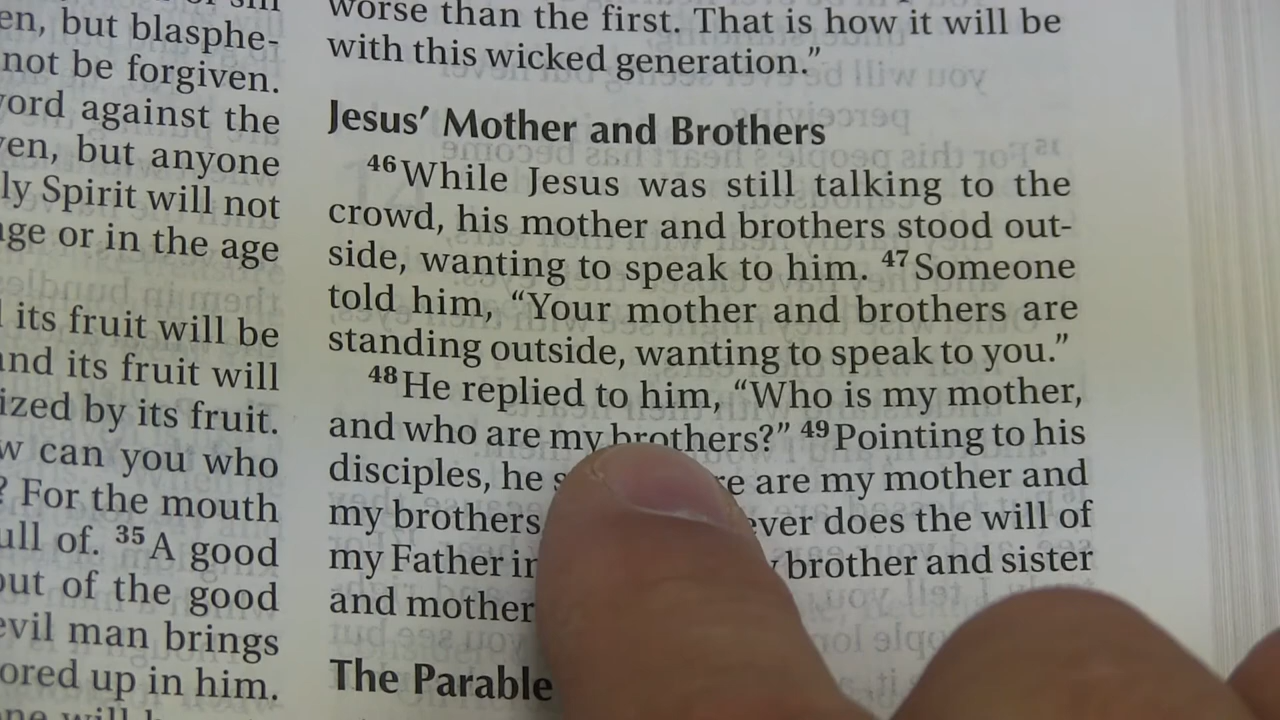 en, but blasphe-
not be forgiven.
word against the
en, but anyone
ly Spirit will not
age or in the age
its fruit will be
and its fruit will
ized by its fruit.
w can you who
? For the mouth
ull of. 35 A good
out of the good
evil man brings
ored up in him.
worse than the first. That is how it will be
with this wicked generation.”
Jesus’ Mother and Brothers
46 While Jesus was still talking to the
crowd, his mother and brothers stood out-
side, wanting to speak to him. 47 Someone
told him, “Your mother and brothers are
standing outside, wanting to speak to you.”
48 He replied to him, “Who is my mother,
and who are my brothers?” 49 Pointing to his
disciples, he re are my mother and
my brothers ever does the will of
my Father in brother and sister
and mother
The Parable